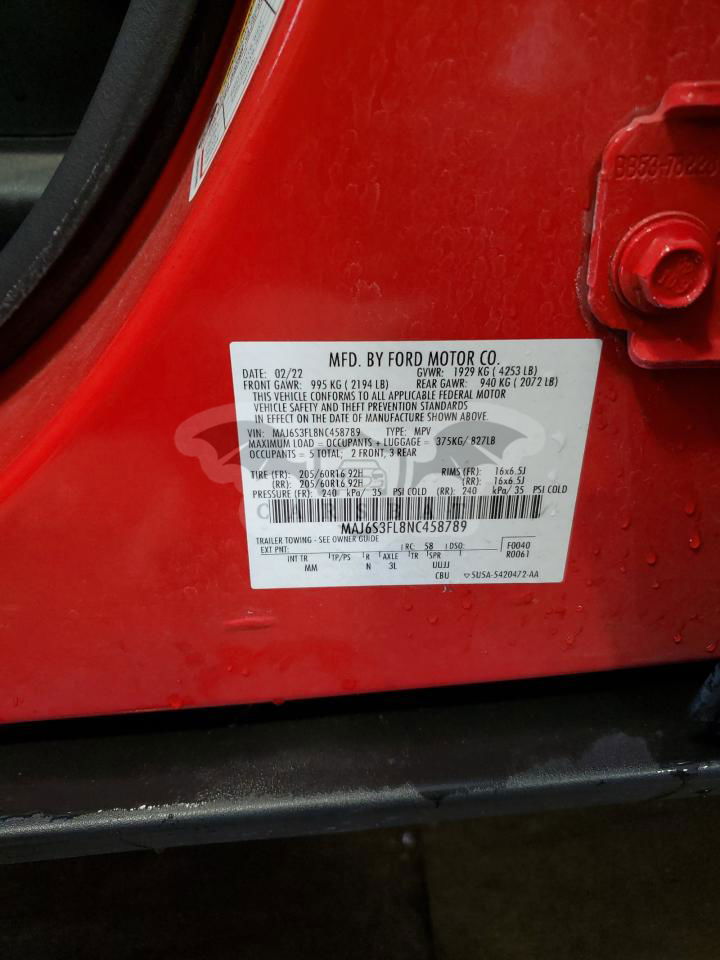 BB53-78228
MFD. BY FORD MOTOR CO.
DATE: 02/22 GVWR: 1929 KG ( 4253 LB)
FRONT GAWR: 995 KG ( 2194 LB) REAR GAWR: 940 KG ( 2072 LB)
THIS VEHICLE CONFORMS TO ALL APPLICABLE FEDERAL MOTOR
VEHICLE SAFETY AND THEFT PREVENTION STANDARDS
IN EFFECT ON THE DATE OF MANUFACTURE SHOWN ABOVE.
VIN: MAJ6S3FL8NC458789 TYPE: MPV
MAXIMUM LOAD = OCCUPANTS + LUGGAGE = 375KG/ 827LB
OCCUPANTS = 5 TOTAL; 2 FRONT, 3 REAR
TIRE (FR): 205/60R16 92H RIMS (FR): 16x6.5J
(RR): 205/60R16 92H (RR): 16x6.5J
PRESSURE (FR): 240 kPa/ 35 PSI COLD (RR): 240 kPa/ 35 PSI COLD
MAJ6S3FL8NC458789
TRAILER TOWING - SEE OWNER GUIDE
EXT PNT: RC: 58 DSO: F0040
INT TR TP/PS R AXLE TR SPR R0061
MM N 3L UUJJ
CBU 5U5A-5420472-AA